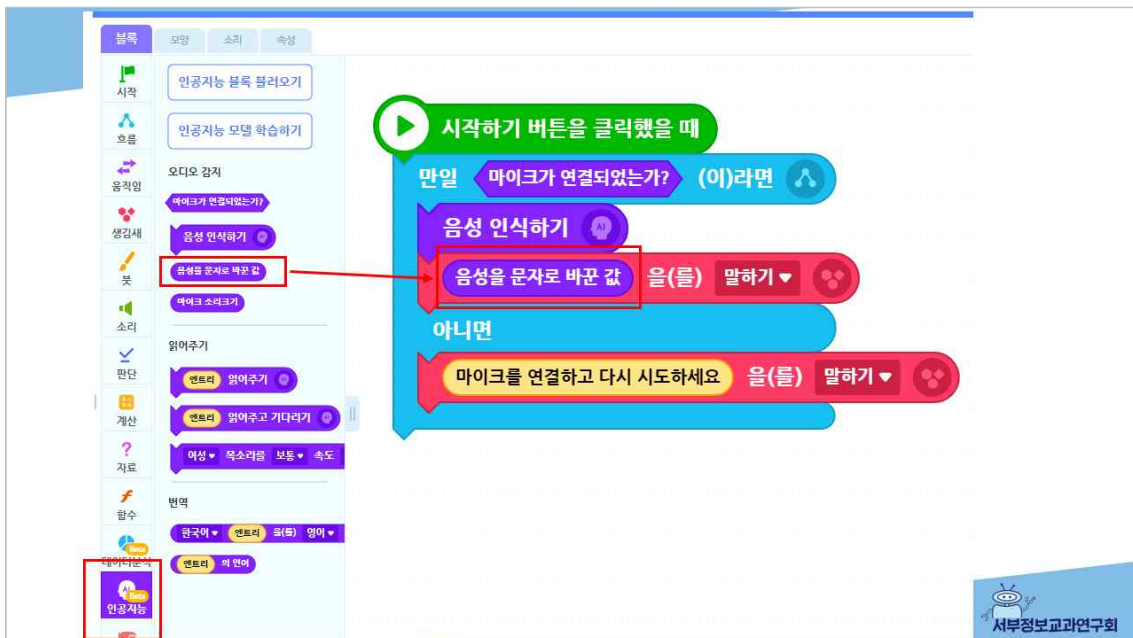 블록
모양
소리
속성
시작
흐름
움직임
생김새
붓
소리
판단
계산
자료
함수
데이터분석
Beta
AI
Beta
인공지능
인공지능 블록 불러오기
인공지능 모델 학습하기
오디오 감지
마이크가 연결되었는가?
음성 인식하기
음성을 문자로 바꾼 값
마이크 소리크기
읽어주기
엔트리 읽어주기
엔트리 읽어주고 기다리기
여성 목소리를 보통 속도
번역
한국어 엔트리 을(를) 영어
엔트리 의 언어
시작하기 버튼을 클릭했을 때
만일 마이크가 연결되었는가? (이)라면
음성 인식하기 AI
음성을 문자로 바꾼 값 을(를) 말하기
아니면
마이크를 연결하고 다시 시도하세요 을(를) 말하기
서부정보교과연구회